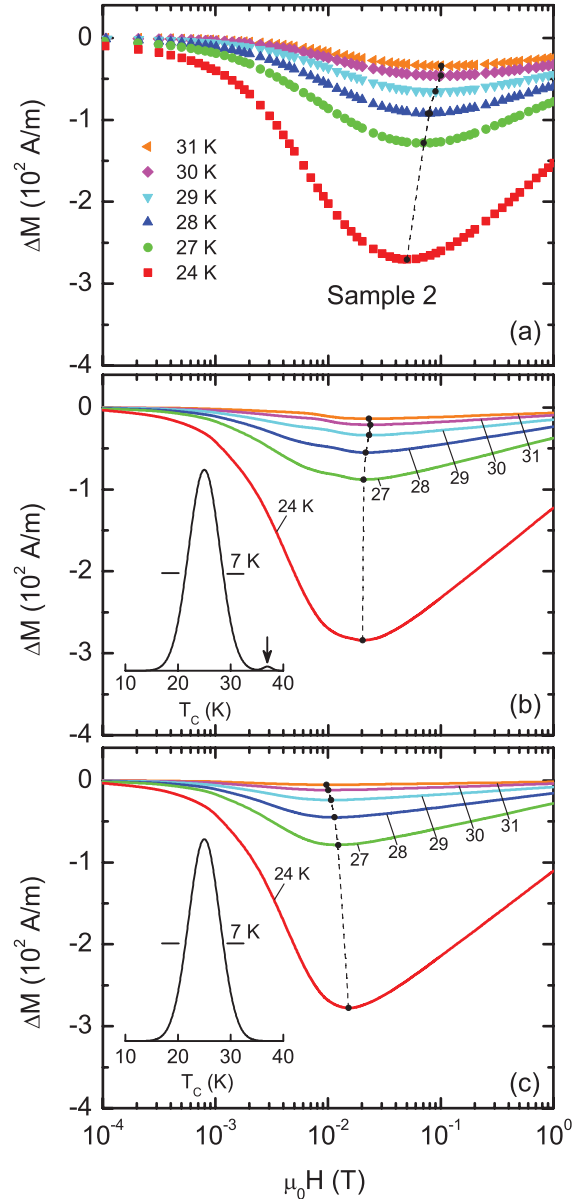 0
-1
-2
-3
-4
ΔM (10² A/m)
31 K
30 K
29 K
28 K
27 K
24 K
Sample 2
(a)
0
-1
-2
-3
-4
ΔM (10² A/m)
24 K
27
28
29
30
31
7 K
10 20 30 40
T_C (K)
(b)
0
-1
-2
-3
-4
ΔM (10² A/m)
24 K
27
28
29
30
31
7 K
10 20 30 40
T_C (K)
(c)
10⁻⁴ 10⁻³ 10⁻² 10⁻¹ 10⁰
μ₀H (T)